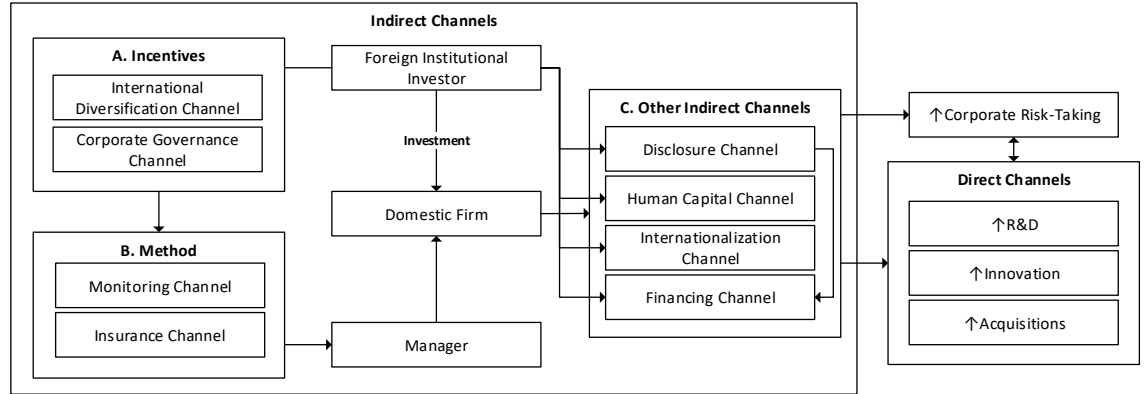 Indirect Channels
A. Incentives
International
Diversification Channel
Corporate Governance
Channel
B. Method
Monitoring Channel
Insurance Channel
Foreign Institutional
Investor
Investment
Domestic Firm
Manager
C. Other Indirect Channels
Disclosure Channel
Human Capital Channel
Internationalization
Channel
Financing Channel
↑Corporate Risk-Taking
Direct Channels
↑R&D
↑Innovation
↑Acquisitions